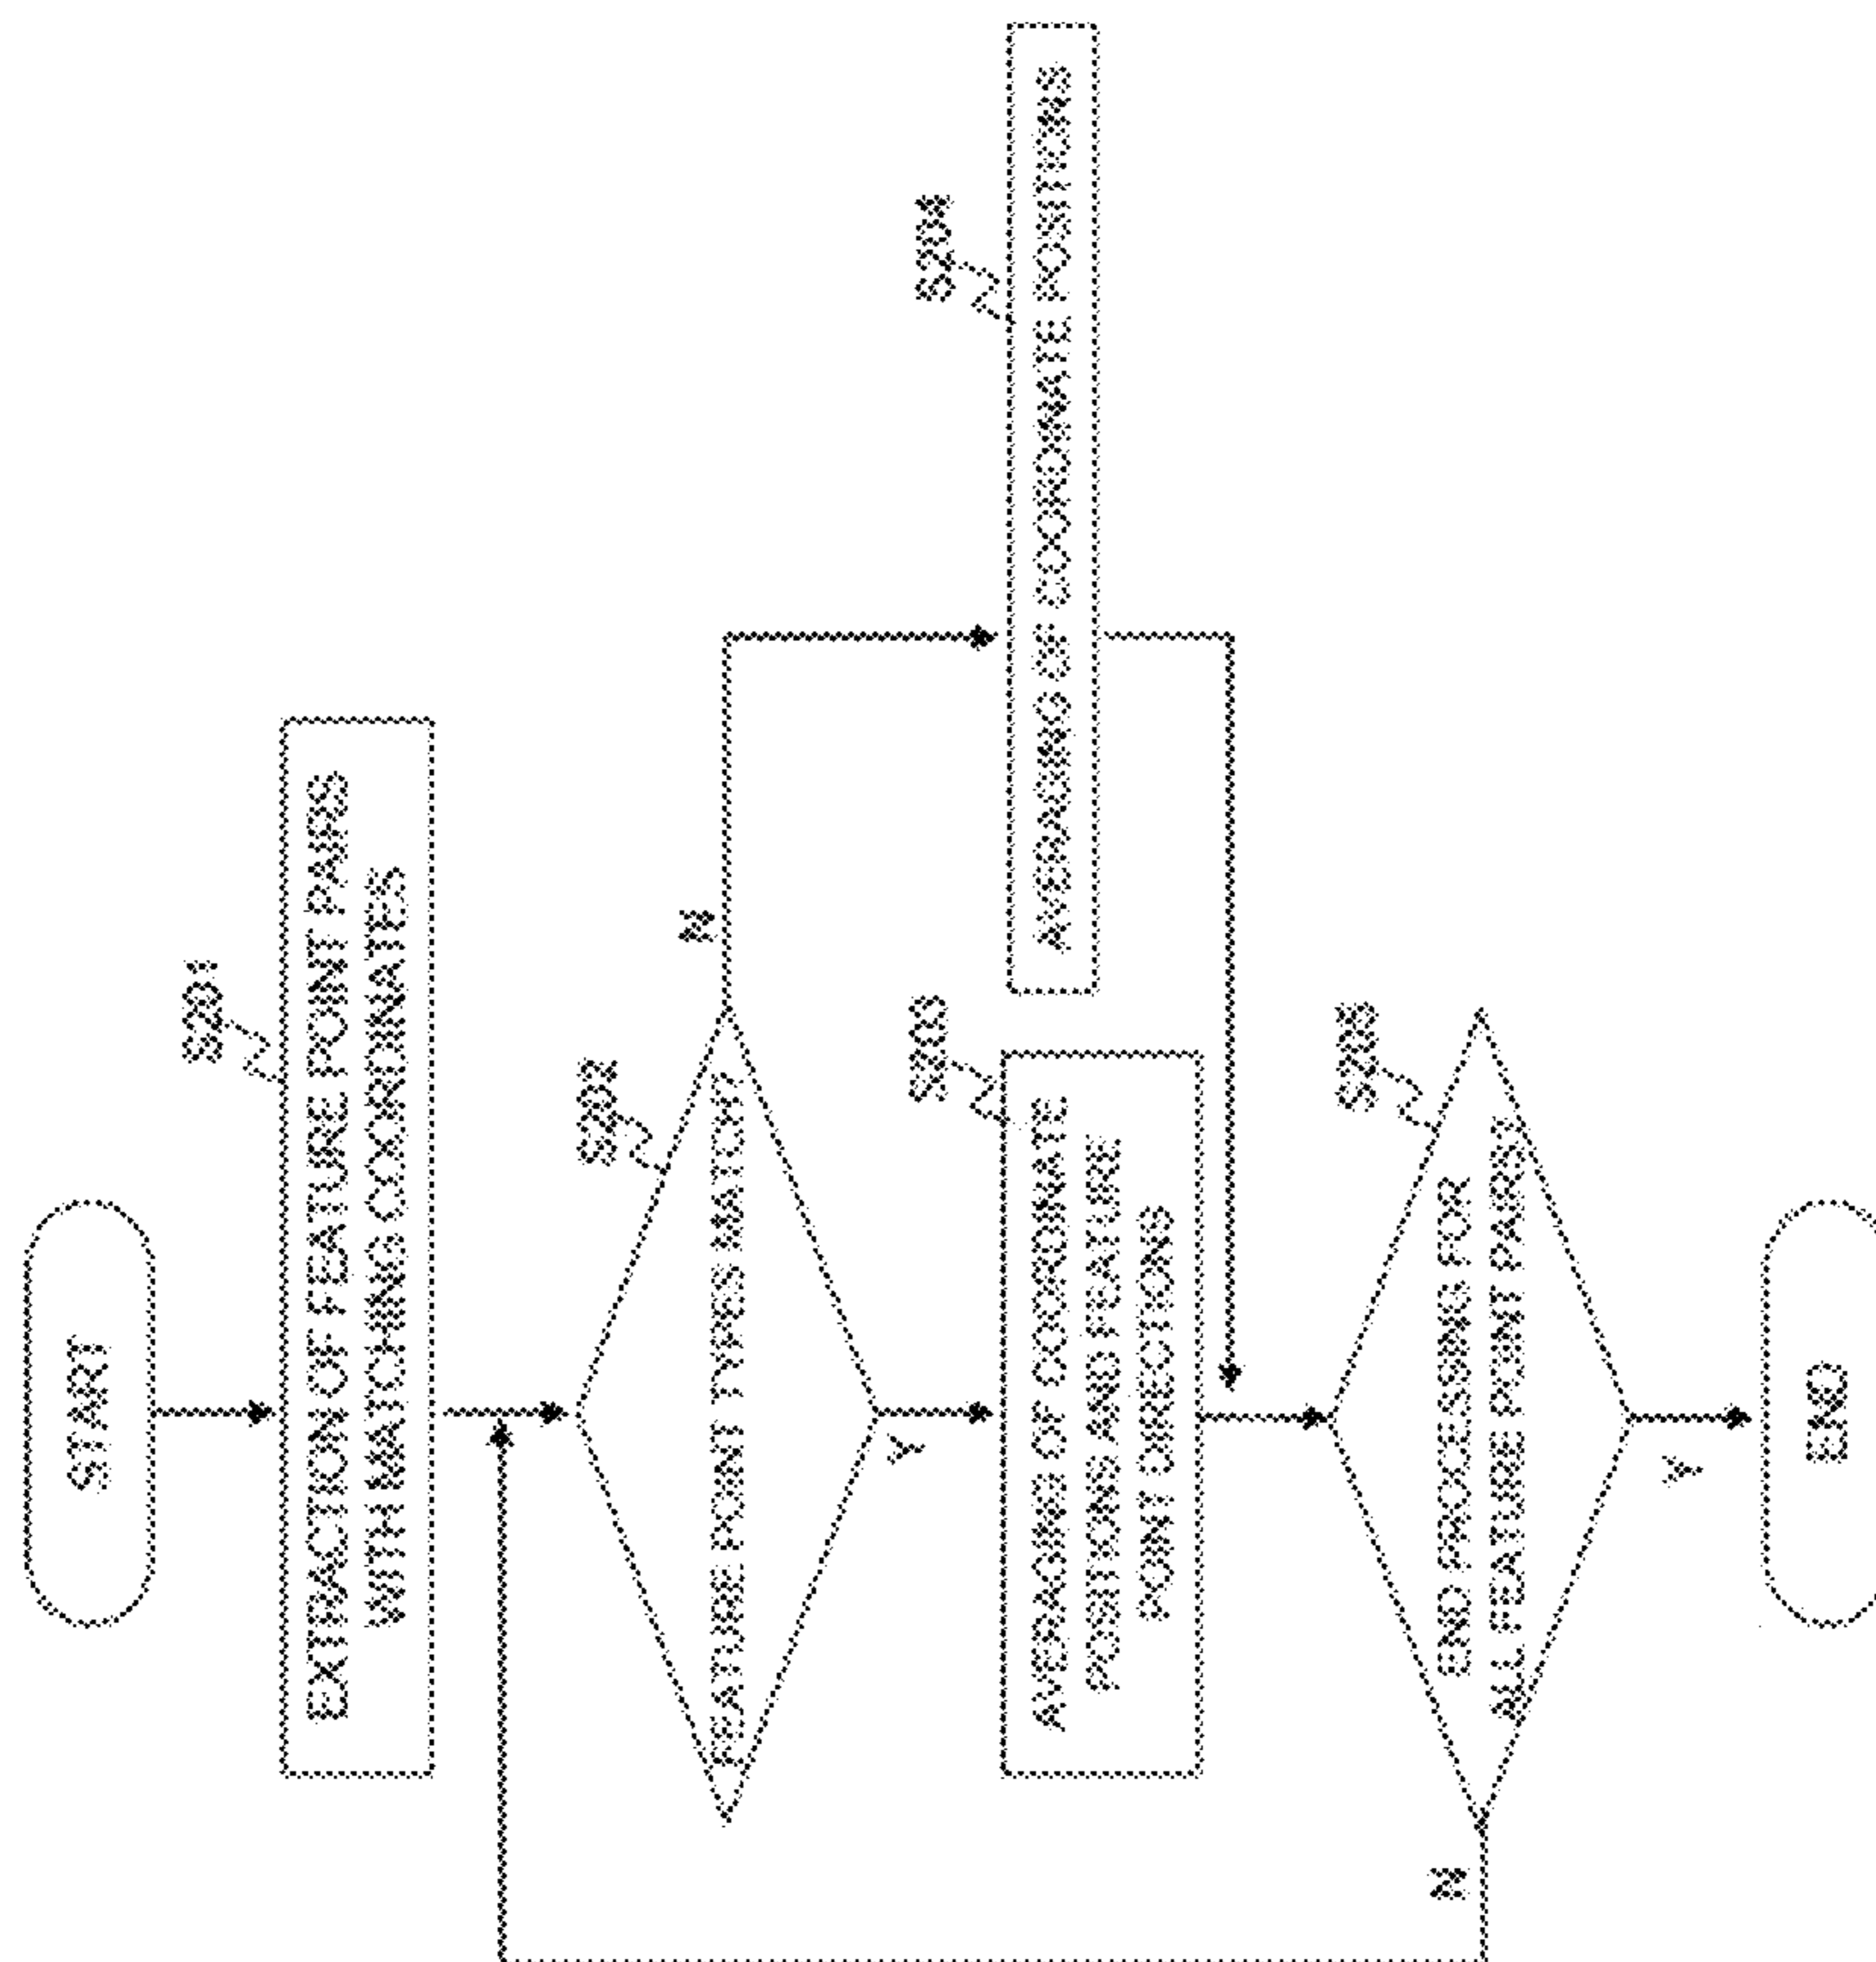 START
S201
EXTRACTION OF FEATURE POINT PAIRS
WITH MATCHING COORDINATES
S202
FEATURE POINT TYPES MATCH?
N
Y
S203
AVERAGING OF COORDINATE
POSITIONS AND FEATURE
POINT DIRECTIONS
S204
AVERAGING OF COORDINATE POSITIONS
S205
END PROCESSING FOR
ALL FEATURE POINT PAIRS?
N
Y
END